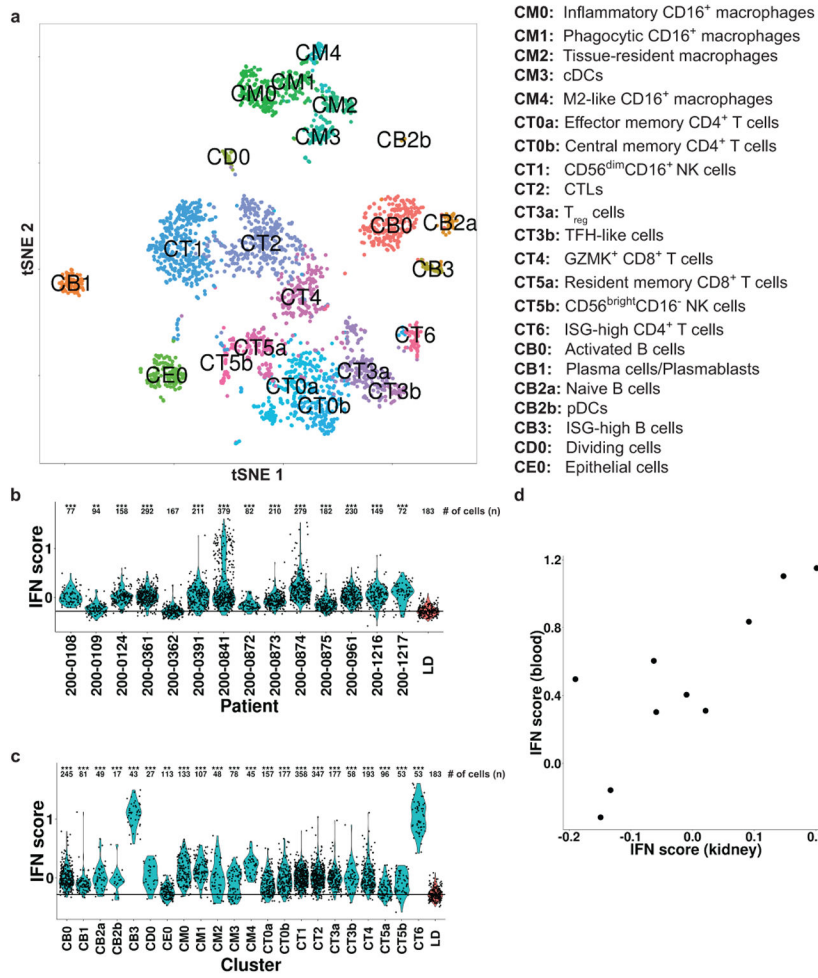 a
CM4
CM1
CM0
CM2
CM3
CB2b
CD0
CT1
CT2
CB0
CB2a
CB3
CB1
CT4
CT6
CT5a
CT5b
CE0
CT3a
CT0a
CT3b
CT0b
tSNE 2
tSNE 1
CM0: Inflammatory CD16+ macrophages
CM1: Phagocytic CD16+ macrophages
CM2: Tissue-resident macrophages
CM3: cDCs
CM4: M2-like CD16+ macrophages
CT0a: Effector memory CD4+ T cells
CT0b: Central memory CD4+ T cells
CT1: CD56dimCD16+ NK cells
CT2: CTLs
CT3a: Treg cells
CT3b: TFH-like cells
CT4: GZMK+ CD8+ T cells
CT5a: Resident memory CD8+ T cells
CT5b: CD56brightCD16- NK cells
CT6: ISG-high CD4+ T cells
CB0: Activated B cells
CB1: Plasma cells/Plasmablasts
CB2a: Naive B cells
CB2b: pDCs
CB3: ISG-high B cells
CD0: Dividing cells
CE0: Epithelial cells
b
*** ** *** *** *** *** *** *** *** *** *** *** ***
77 94 158 292 167 211 379 82 210 279 182 230 149 72 183 # of cells (n)
IFN score
1
0
200-0108 200-0109 200-0124 200-0361 200-0362 200-0391 200-0841 200-0872 200-0873 200-0874 200-0875 200-0961 200-1216 200-1217 LD
Patient
c
*** *** *** *** *** *** ** *** *** *** *** *** *** *** *** *** *** *** *** *** *** ***
245 81 49 17 43 27 113 133 107 48 78 45 157 177 358 347 177 58 193 96 53 53 183 # of cells (n)
IFN score
1
0
CB0 CB1 CB2a CB2b CB3 CD0 CE0 CM0 CM1 CM2 CM3 CM4 CT0a CT0b CT1 CT2 CT3a CT3b CT4 CT5a CT5b CT6 LD
Cluster
d
1.2
0.8
0.4
0.0
IFN score (blood)
-0.2 -0.1 0.0 0.1
IFN score (kidney)